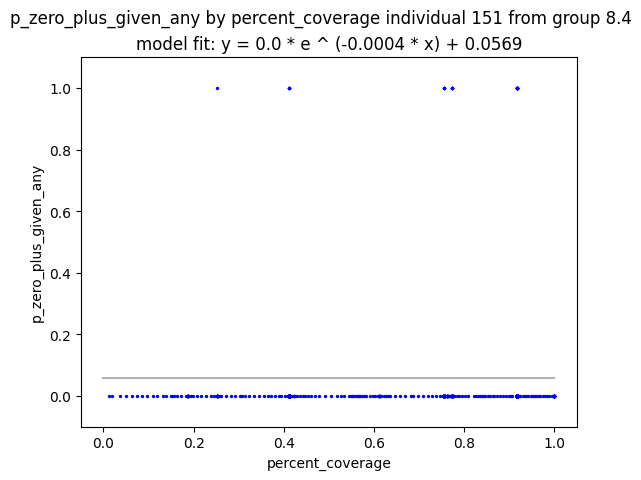 p_zero_plus_given_any by percent_coverage individual 151 from group 8.4
model fit: y = 0.0 * e ^ (-0.0004 * x) + 0.0569
p_zero_plus_given_any
1.0
0.8
0.6
0.4
0.2
0.0
0.0 0.2 0.4 0.6 0.8 1.0
percent_coverage